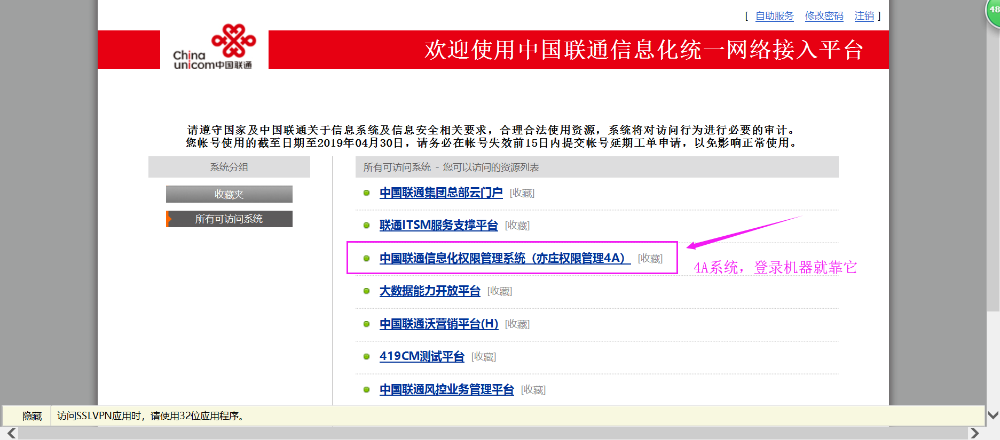 [ 自助服务 修改密码 注销 ]
48
China
unicom中国联通
欢迎使用中国联通信息化统一网络接入平台
请遵守国家及中国联通关于信息系统及信息安全相关要求，合理合法使用资源，系统将对访问行为进行必要的审计。
您帐号使用的截至日期至2019年04月30日，请务必在帐号失效前15日内提交帐号延期工单申请，以免影响正常使用。
系统分组
收藏夹
所有可访问系统
所有可访问系统 - 您可以访问的资源列表
中国联通集团总部云门户 [收藏]
联通ITSM服务支撑平台 [收藏]
中国联通信息化权限管理系统（亦庄权限管理4A） [收藏]
4A系统，登录机器就靠它
大数据能力开放平台 [收藏]
中国联通沃营销平台(H) [收藏]
419CM测试平台 [收藏]
中国联通风控业务管理平台 [收藏]
隐藏 访问SSLVPN应用时，请使用32位应用程序。